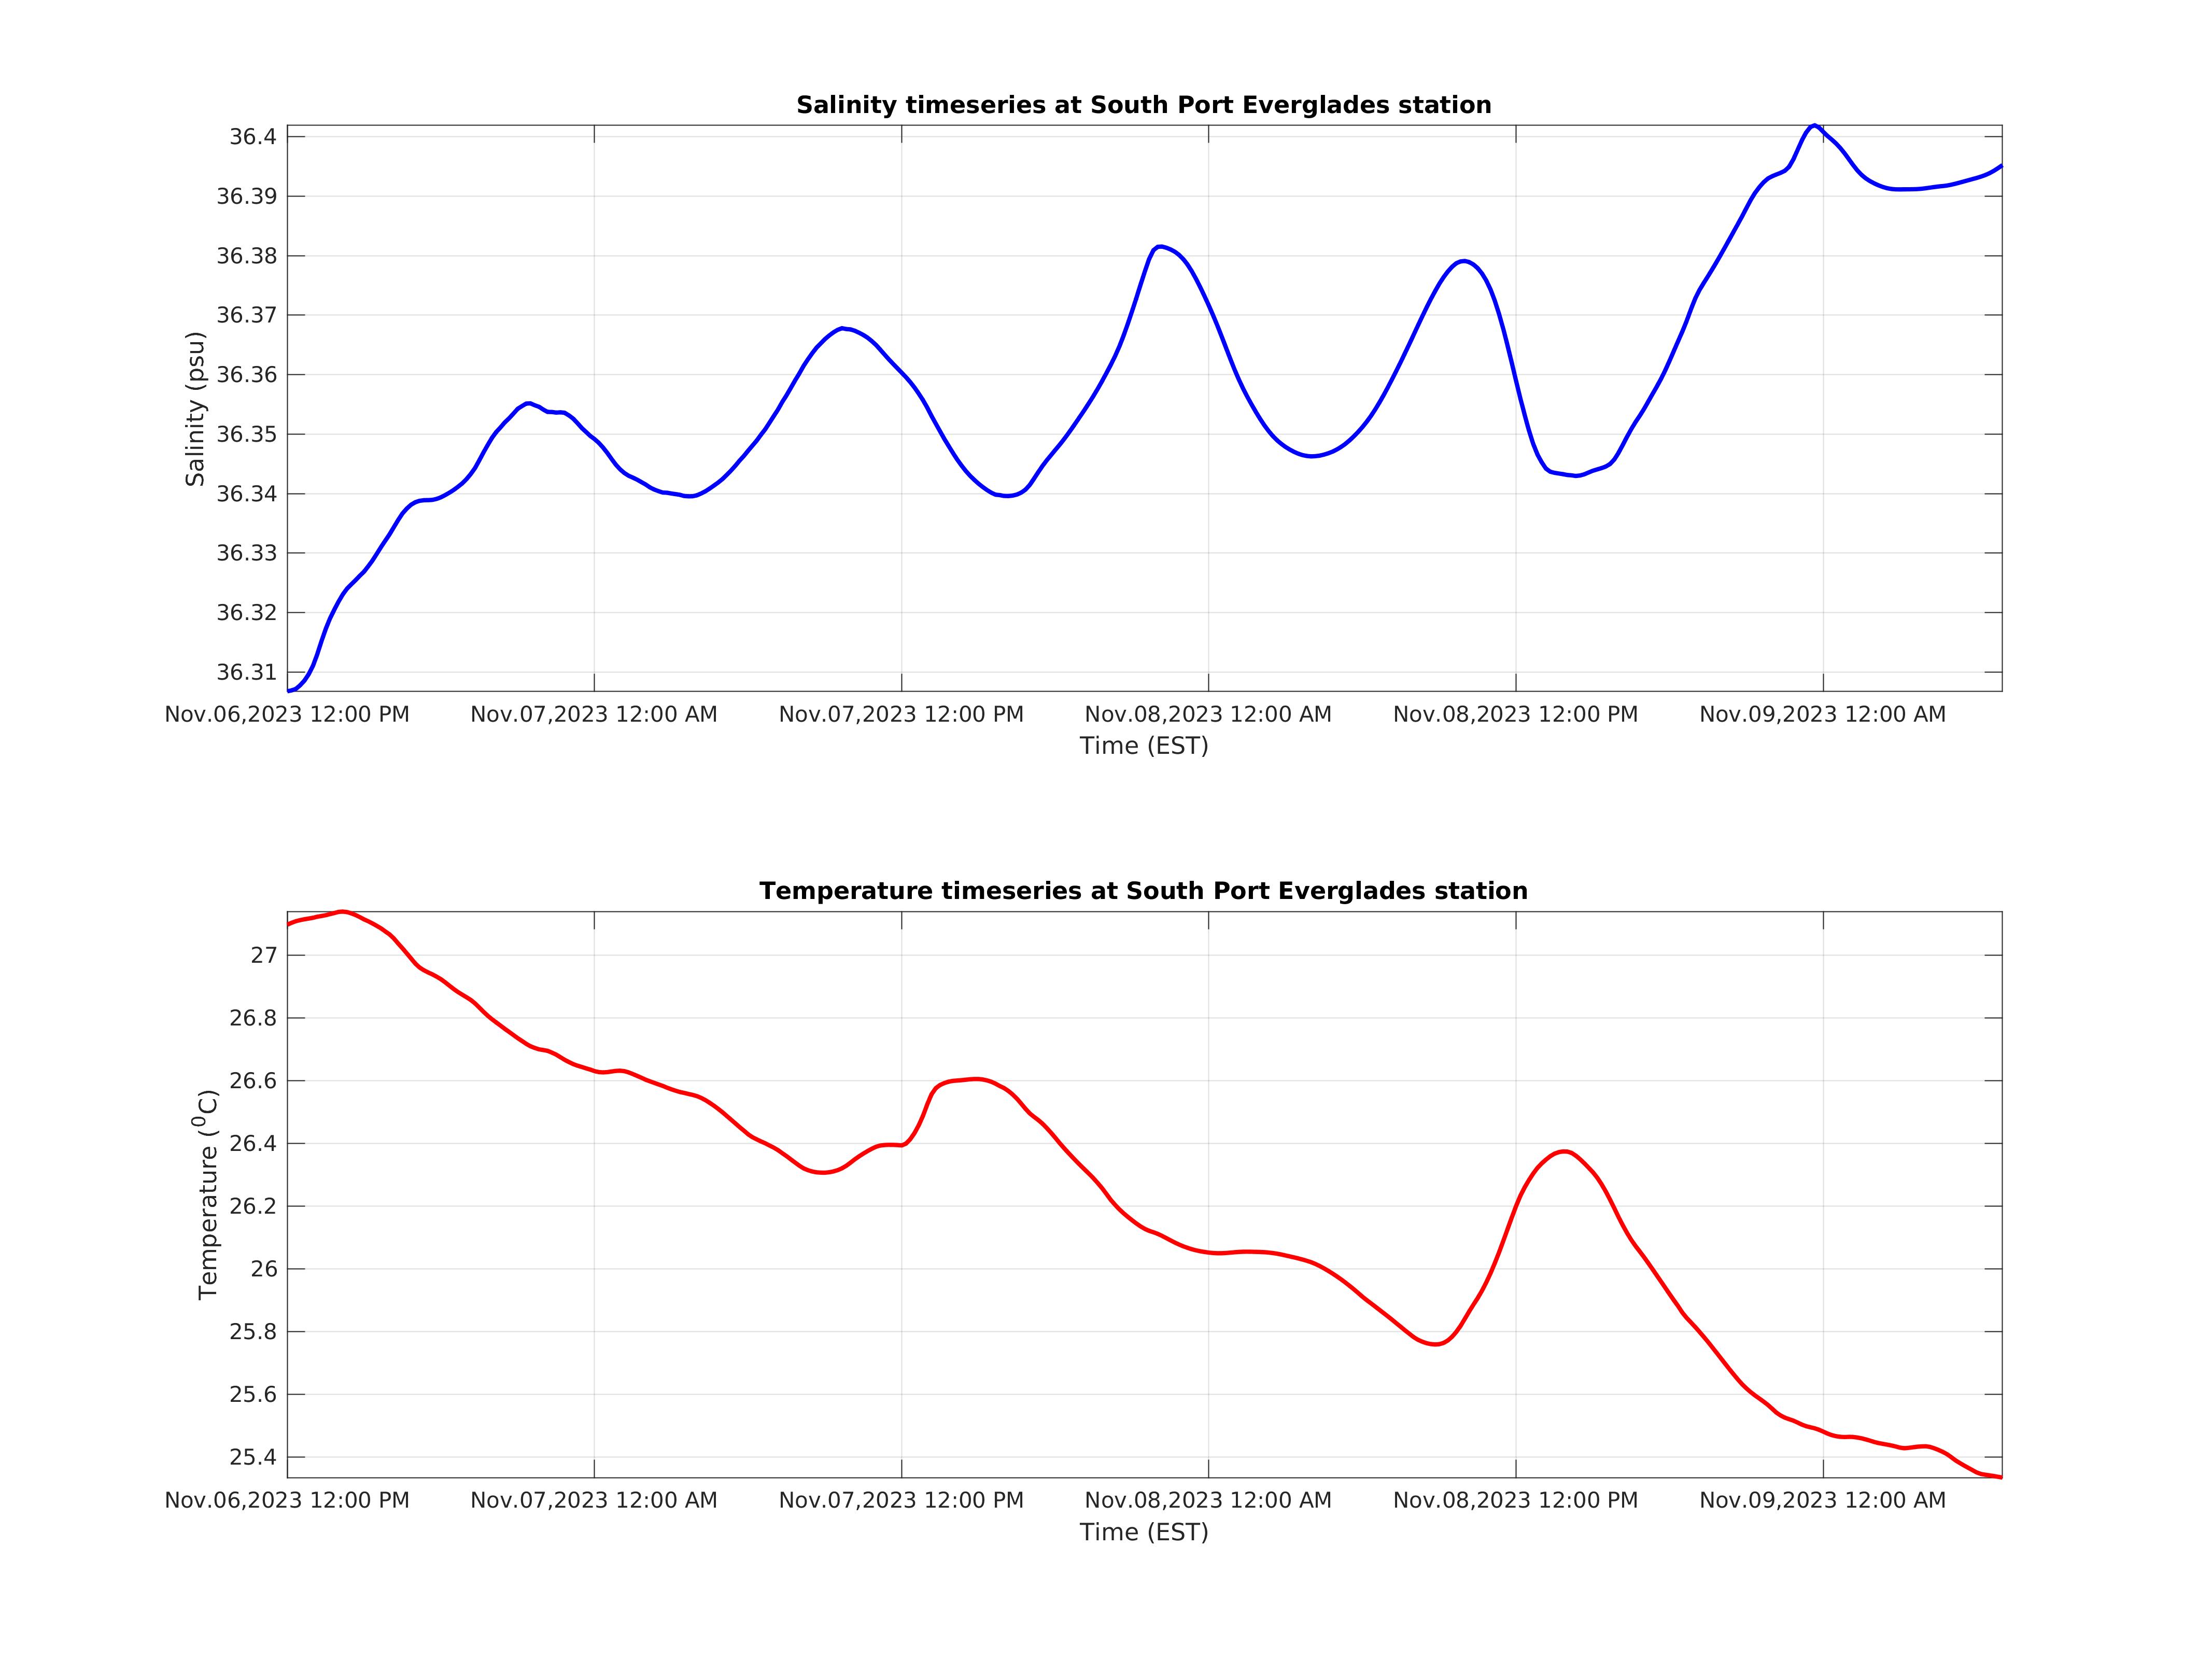 Salinity timeseries at South Port Everglades station
36.4
36.39
36.38
36.37
36.36
36.35
36.34
36.33
36.32
36.31
Salinity (psu)
Nov.06,2023 12:00 PM Nov.07,2023 12:00 AM Nov.07,2023 12:00 PM Nov.08,2023 12:00 AM Nov.08,2023 12:00 PM Nov.09,2023 12:00 AM
Time (EST)
Temperature timeseries at South Port Everglades station
27
26.8
26.6
26.4
26.2
26
25.8
25.6
25.4
Temperature (⁰C)
Nov.06,2023 12:00 PM Nov.07,2023 12:00 AM Nov.07,2023 12:00 PM Nov.08,2023 12:00 AM Nov.08,2023 12:00 PM Nov.09,2023 12:00 AM
Time (EST)